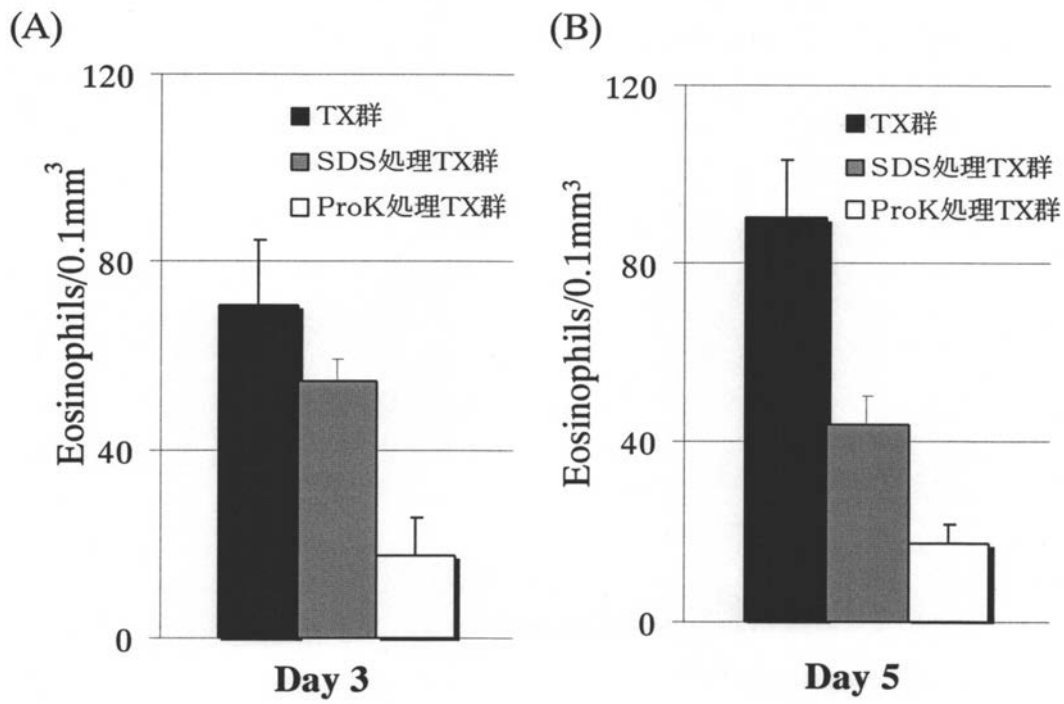 (A)
Eosinophils/0.1mm³
120
80
40
0
■ TX群
■ SDS処理TX群
□ ProK処理TX群
Day 3
(B)
Eosinophils/0.1mm³
120
80
40
0
■ TX群
■ SDS処理TX群
□ ProK処理TX群
Day 5